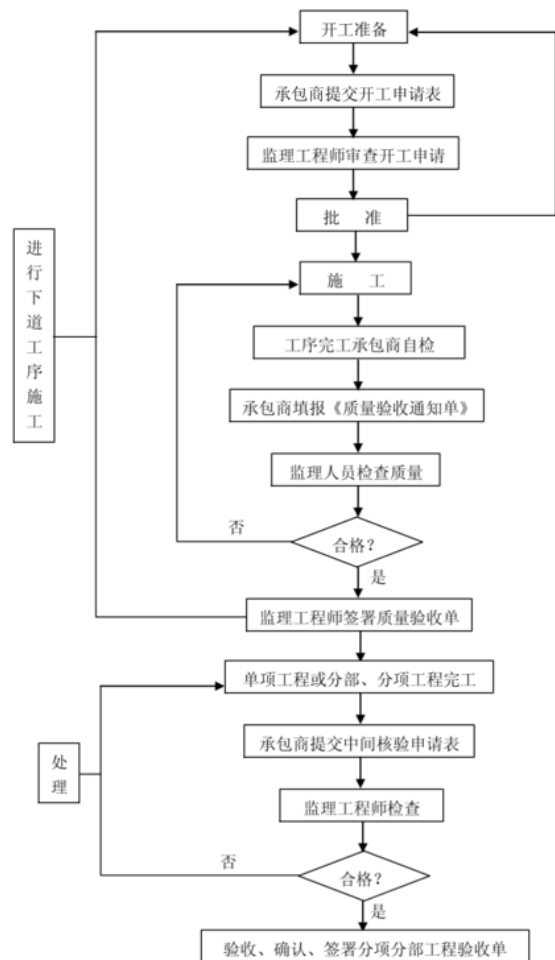 开工准备
承包商提交开工申请表
监理工程师审查开工申请
批 准
施 工
进行下道工序施工
工序完工承包商自检
承包商填报《质量验收通知单》
监理人员检查质量
否
合格？
是
监理工程师签署质量验收单
单项工程或分部、分项工程完工
承包商提交中间核验申请表
处理
监理工程师检查
否
合格？
是
验收、确认、签署分项分部工程验收单